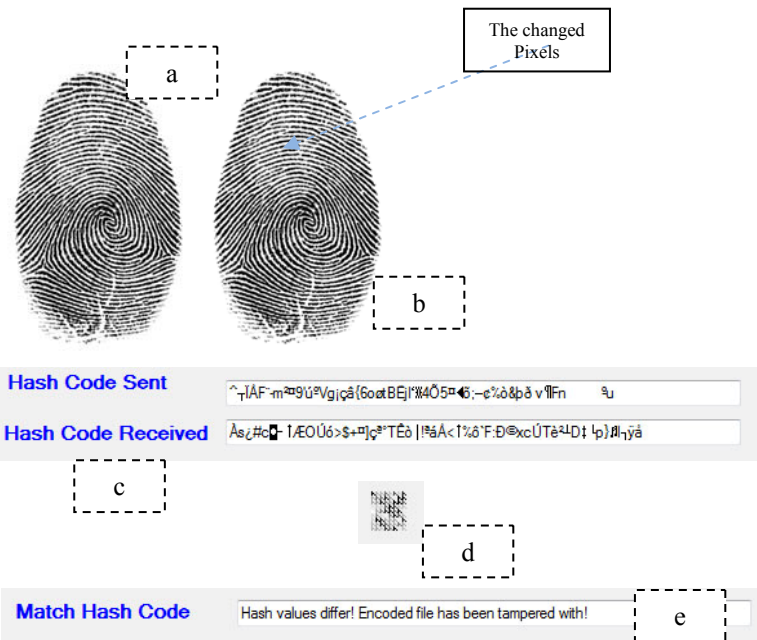 The changed
Pixels
a
b
Hash Code Sent
Hash Code Received
c
d
Match Hash Code Hash values differ! Encoded file has been tampered with!
e